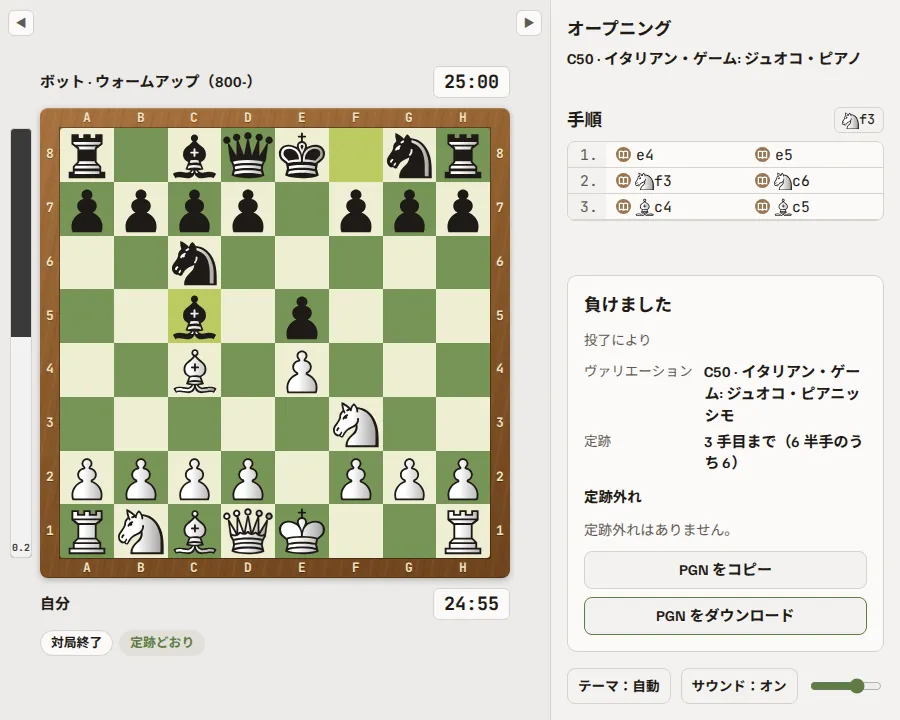 ◀
▶
ボット · ウォームアップ（800-）
25:00
A B C D E F G H
8 8
7 7
6 6
5 5
4 4
3 3
2 2
1 1
A B C D E F G H
0.2
自分
24:55
対局終了
定跡どおり
オープニング
C50 · イタリアン・ゲーム: ジュオコ・ピアノ
手順
♘f3
1. e4 e5
2. ♘f3 ♘c6
3. ♗c4 ♗c5
負けました
投了により
ヴァリエーション
C50 · イタリアン・ゲー
ム: ジュオコ・ピアニッ
シモ
定跡
3 手目まで（6 半手のう
ち 6）
定跡外れ
定跡外れはありません。
PGN をコピー
PGN をダウンロード
テーマ：自動
サウンド：オン